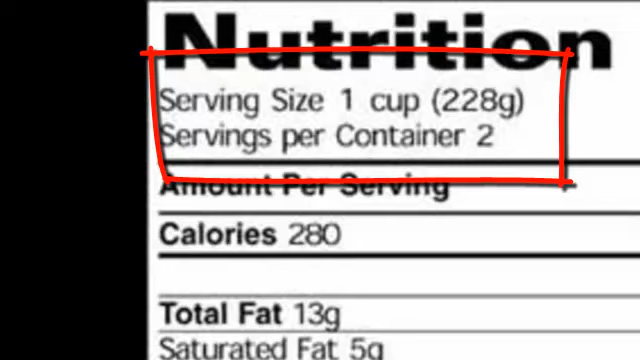 Nutrition
Serving Size 1 cup (228g)
Servings per Container 2
Amount Per Serving
Calories 280
Total Fat 13g
Saturated Fat 5g